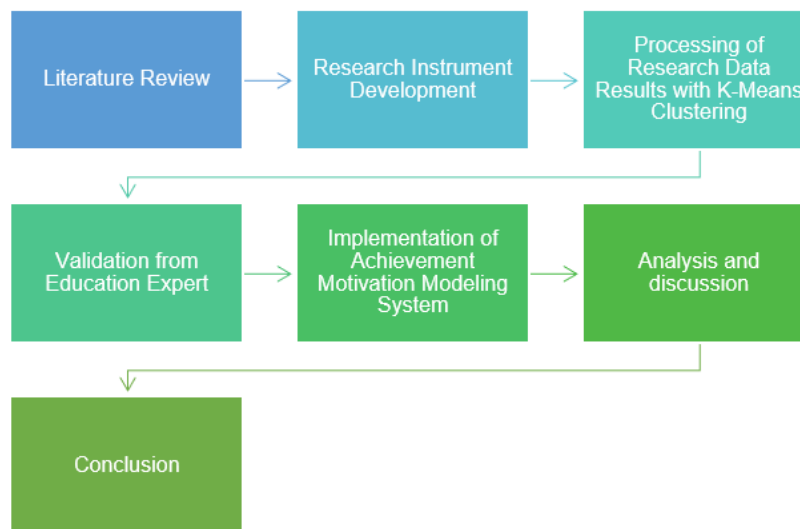 Literature Review
Research Instrument
Development
Processing of
Research Data
Results with K-Means
Clustering
Validation from
Education Expert
Implementation of
Achievement
Motivation Modeling
System
Analysis and
discussion
Conclusion